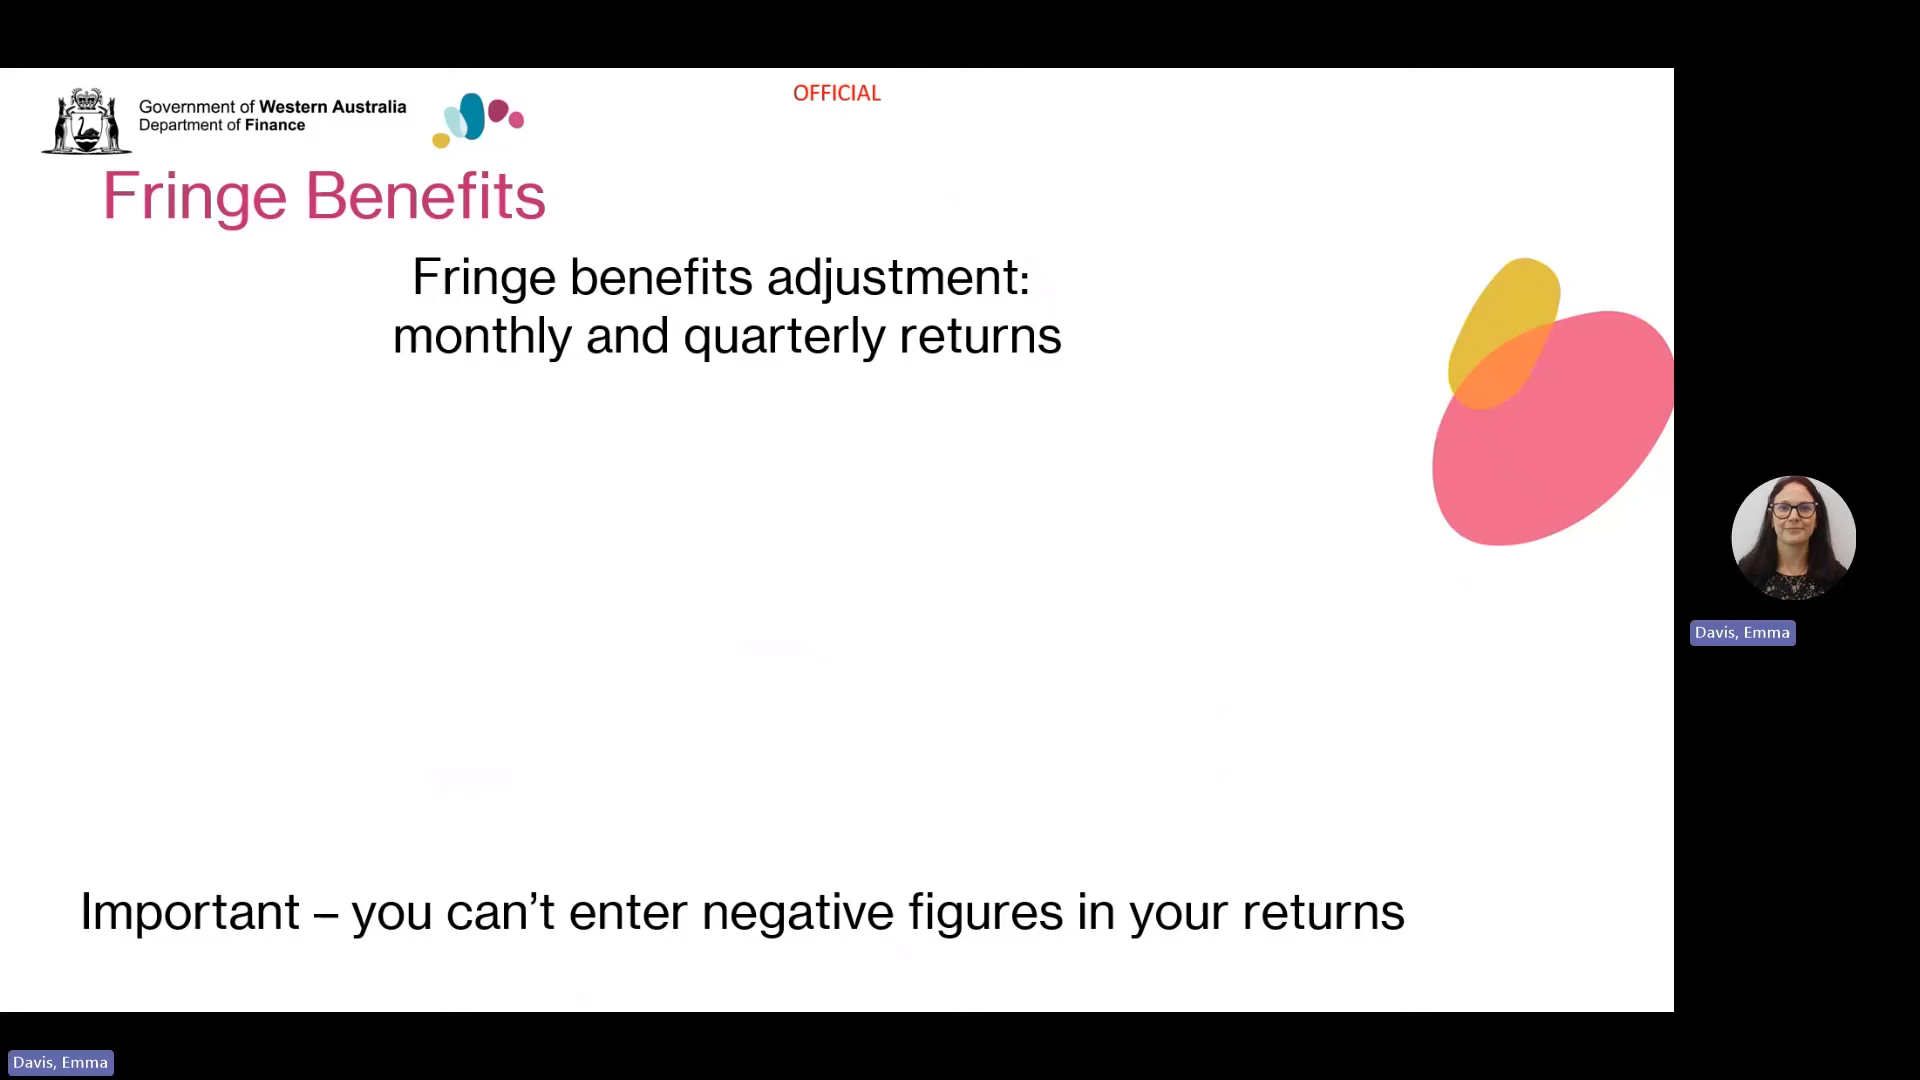 OFFICIAL
Government of Western Australia
Department of Finance
Fringe Benefits
Fringe benefits adjustment:
monthly and quarterly returns
Important – you can’t enter negative figures in your returns
Davis, Emma
Davis, Emma